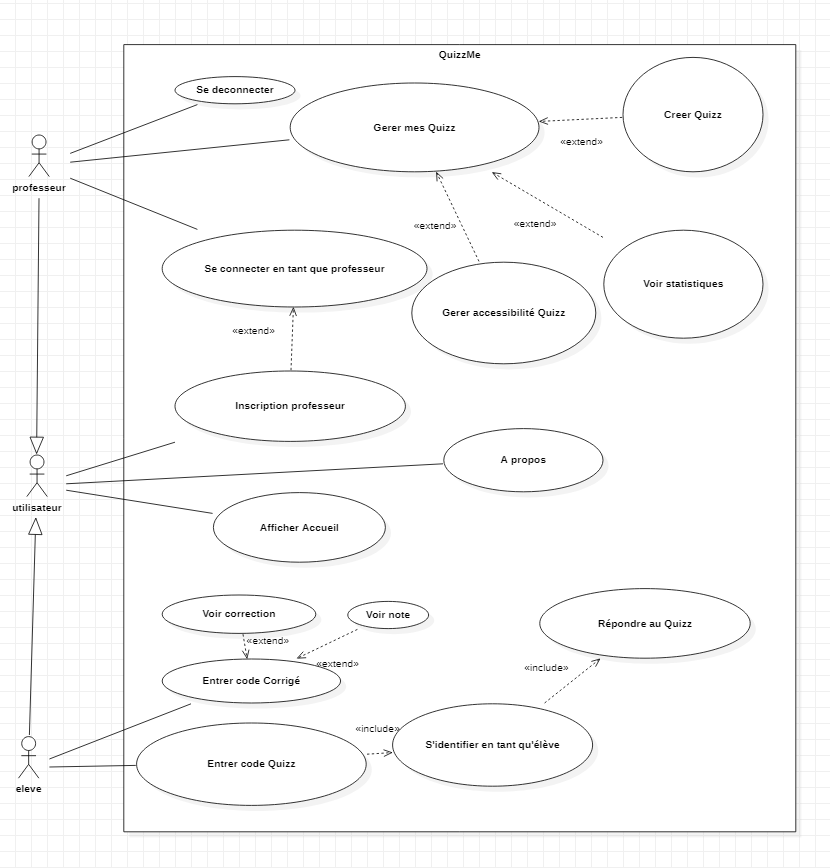 QuizzMe
Se deconnecter
Gerer mes Quizz
Creer Quizz
«extend»
professeur
«extend»
«extend»
Se connecter en tant que professeur
Voir statistiques
Gerer accessibilité Quizz
«extend»
Inscription professeur
A propos
utilisateur
Afficher Accueil
Voir correction
Voir note
Répondre au Quizz
«extend»
«extend»
«include»
Entrer code Corrigé
«include»
S'identifier en tant qu'élève
Entrer code Quizz
eleve